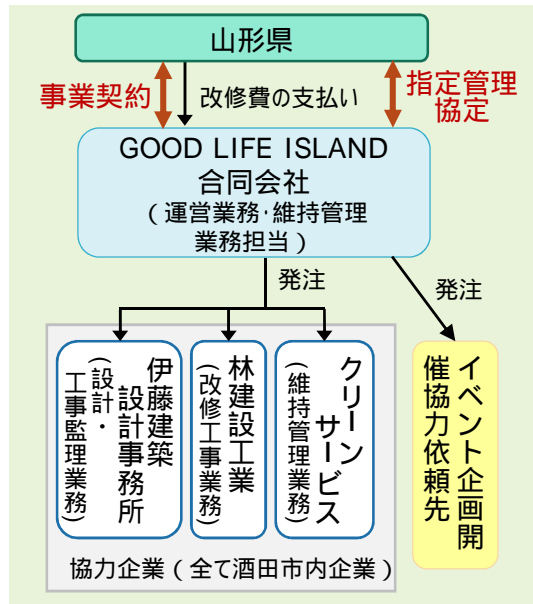 山形県
事業契約
改修費の支払い
指定管理
協定
GOOD LIFE ISLAND
合同会社
（運営業務・維持管理
業務担当）
発注
発注
伊藤建築
設計事務所
(設計・
工事監理業務)
林建設工業
(改修工事業務)
クリーン
サービス
(維持管理業務)
イベント企画開
催協力依頼先
協力企業（全て酒田市内企業）